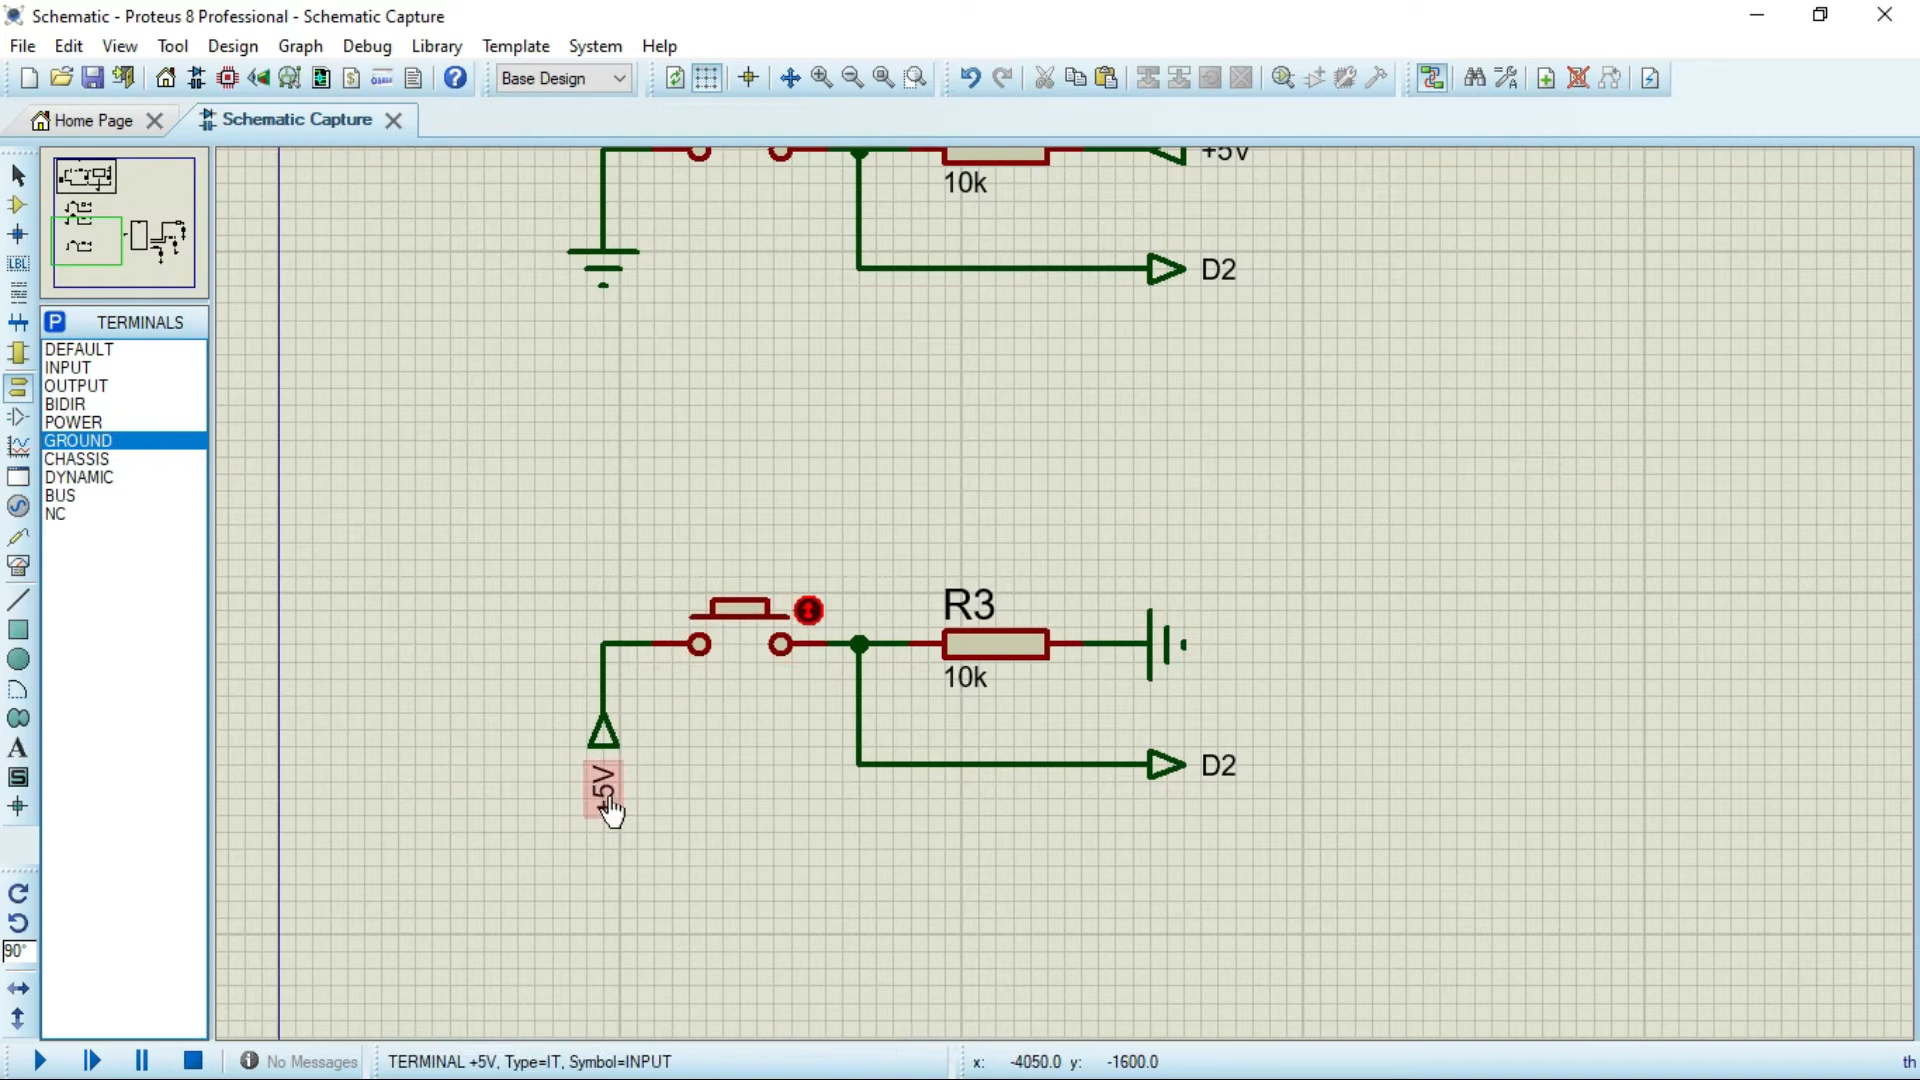 Schematic - Proteus 8 Professional - Schematic Capture
File Edit View Tool Design Graph Debug Library Template System Help
Base Design
Home Page Schematic Capture
P TERMINALS
DEFAULT
INPUT
OUTPUT
BIDIR
POWER
GROUND
CHASSIS
DYNAMIC
BUS
NC
LBL
A
S
90°
+5V
10k
D2
R3
10k
D2
+5V
No Messages
TERMINAL +5V, Type=IT, Symbol=INPUT
x: -4050.0 y: -1600.0
th